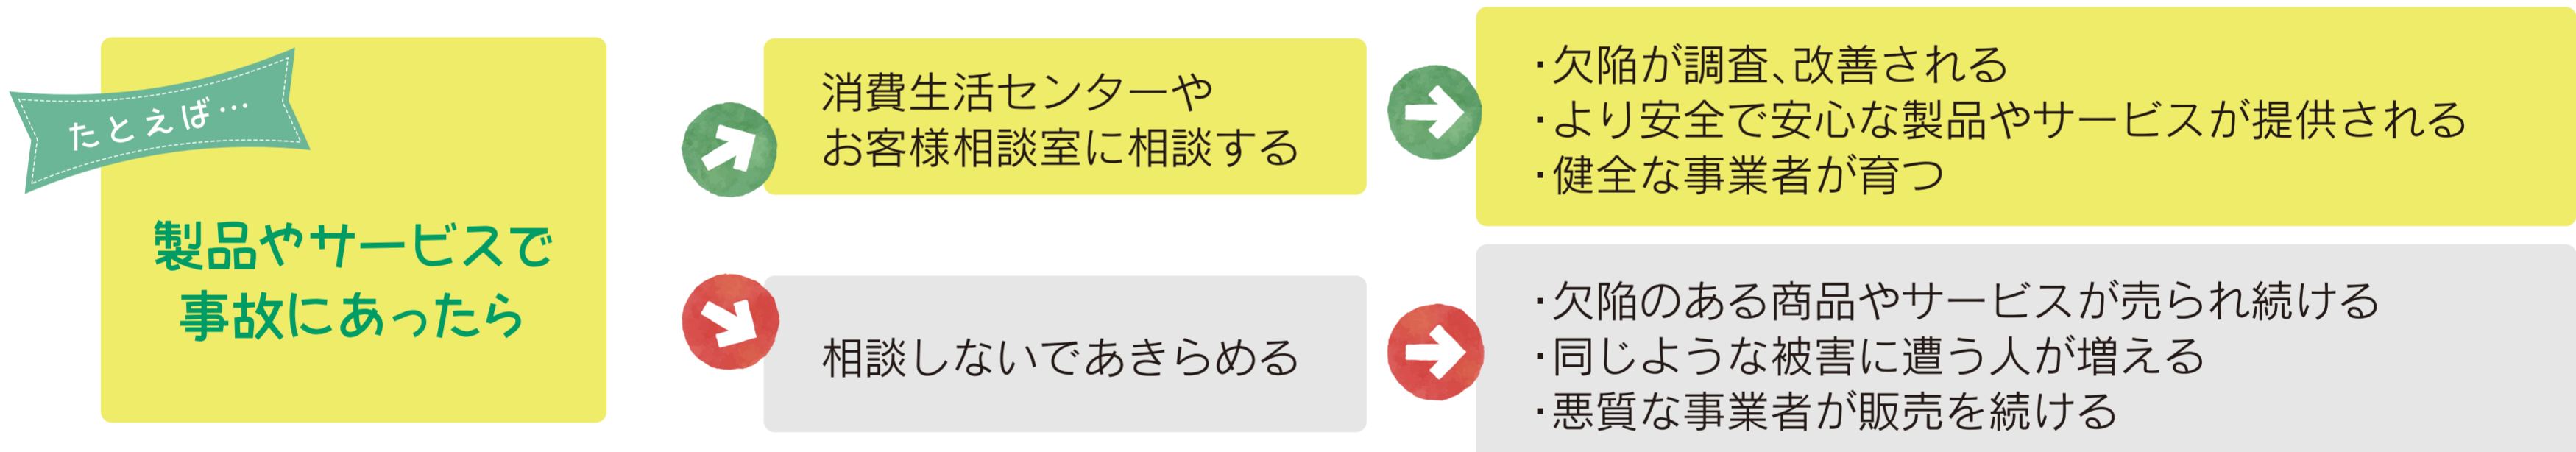 たとえば…
製品やサービスで
事故にあったら
消費生活センターや
お客様相談室に相談する
・欠陥が調査、改善される
・より安全で安心な製品やサービスが提供される
・健全な事業者が育つ
相談しないであきらめる
・欠陥のある商品やサービスが売られ続ける
・同じような被害に遭う人が増える
・悪質な事業者が販売を続ける